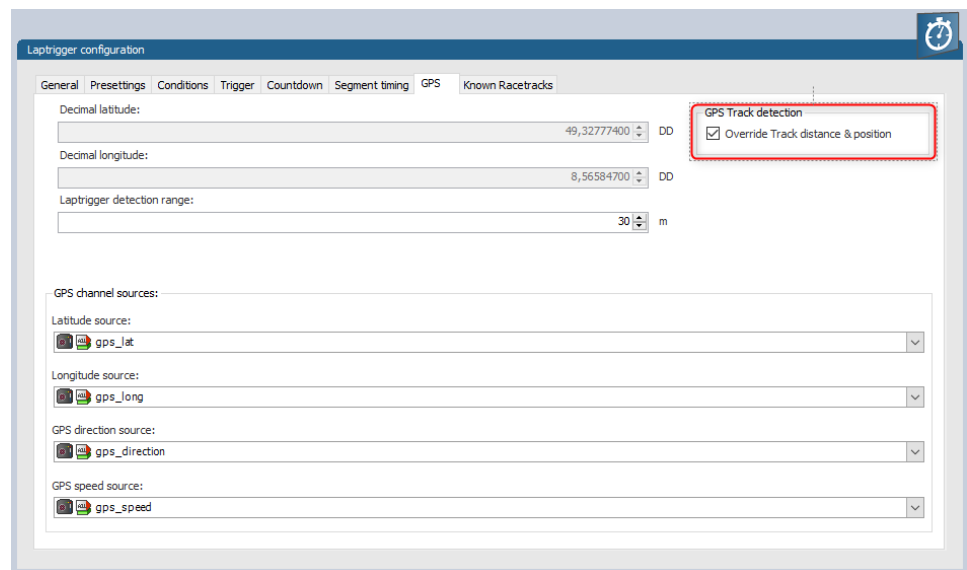 Laptrigger configuration
General Presettings Conditions Trigger Countdown Segment timing GPS Known Racetracks
Decimal latitude:
49,32777400 DD
Decimal longitude:
8,56584700 DD
Laptrigger detection range:
30 m
GPS Track detection
Override Track distance & position
GPS channel sources:
Latitude source:
gps_lat
Longitude source:
gps_long
GPS direction source:
gps_direction
GPS speed source:
gps_speed